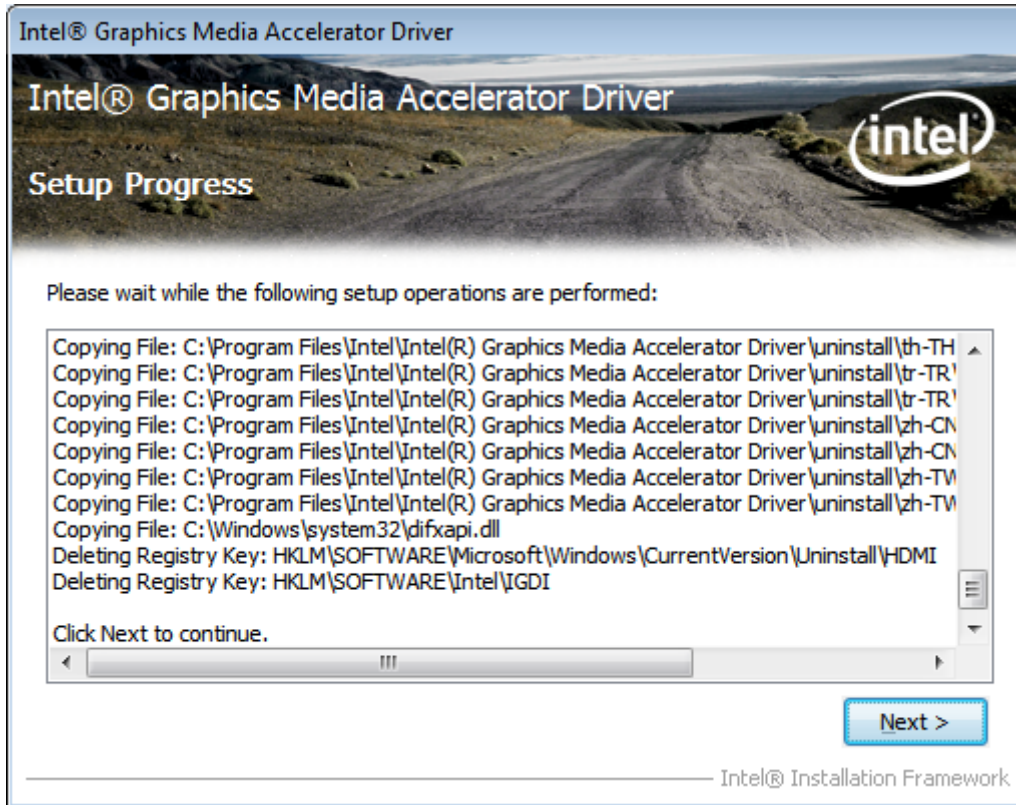 Intel® Graphics Media Accelerator Driver
Intel® Graphics Media Accelerator Driver
intel
Setup Progress
Please wait while the following setup operations are performed:
Copying File: C:\Program Files\Intel\Intel(R) Graphics Media Accelerator Driver\uninstall\th-TH
Copying File: C:\Program Files\Intel\Intel(R) Graphics Media Accelerator Driver\uninstall\tr-TR\
Copying File: C:\Program Files\Intel\Intel(R) Graphics Media Accelerator Driver\uninstall\tr-TR\
Copying File: C:\Program Files\Intel\Intel(R) Graphics Media Accelerator Driver\uninstall\zh-CN
Copying File: C:\Program Files\Intel\Intel(R) Graphics Media Accelerator Driver\uninstall\zh-CN
Copying File: C:\Program Files\Intel\Intel(R) Graphics Media Accelerator Driver\uninstall\zh-TW
Copying File: C:\Program Files\Intel\Intel(R) Graphics Media Accelerator Driver\uninstall\zh-TW
Copying File: C:\Windows\system32\difxapi.dll
Deleting Registry Key: HKLM\SOFTWARE\Microsoft\Windows\CurrentVersion\Uninstall\HDMI
Deleting Registry Key: HKLM\SOFTWARE\Intel\IGDI
Click Next to continue.
Next >
Intel® Installation Framework